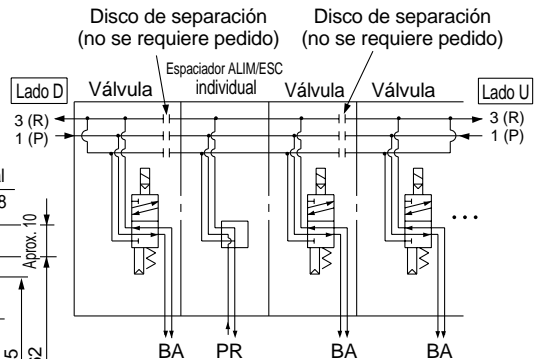 Disco de separación
(no se requiere pedido)
Disco de separación
(no se requiere pedido)
Espaciador ALIM/ESC
individual
Lado D
Válvula
Válvula
Válvula
Lado U
3 (R)
1 (P)
3 (R)
1 (P)
Aprox. 10
...
BA
PR
BA
BA